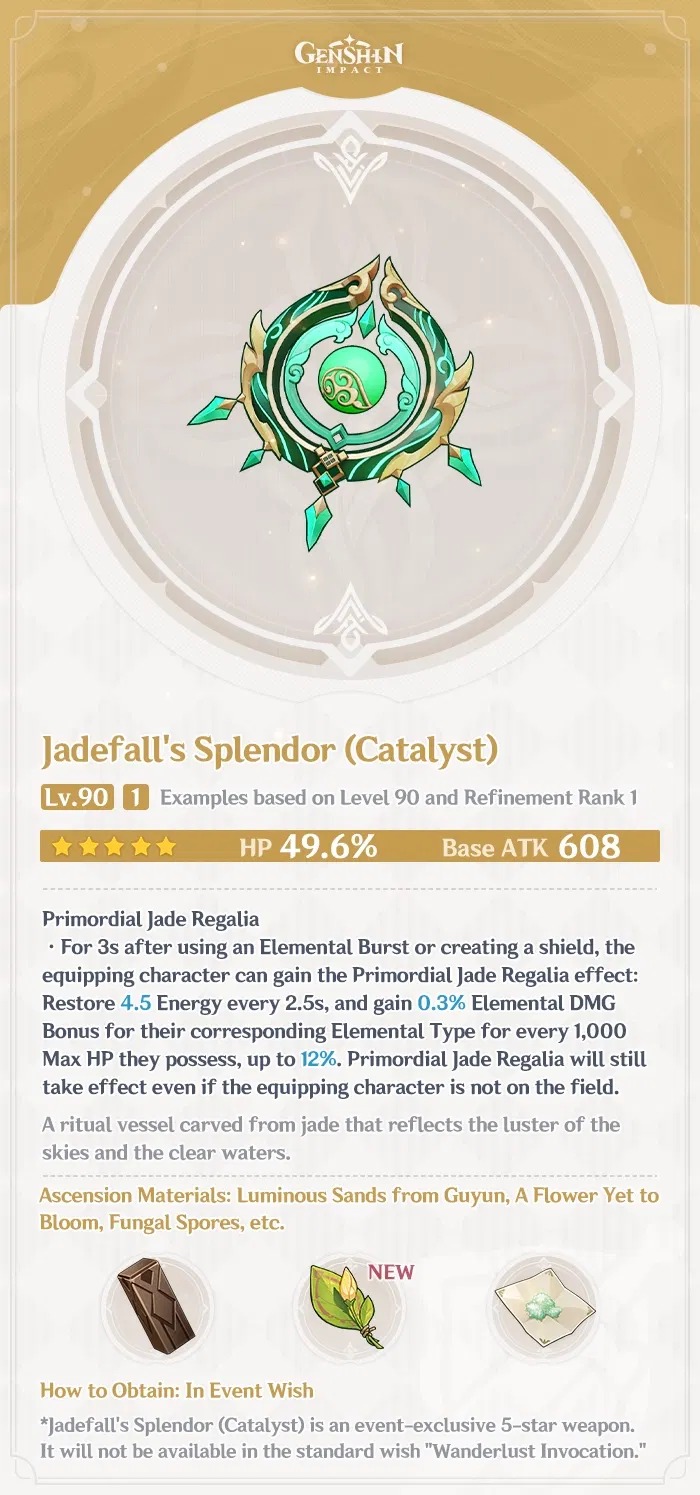 GENSHIN
IMPACT
Jadefall's Splendor (Catalyst)
Lv.90 1 Examples based on Level 90 and Refinement Rank 1
HP 49.6% Base ATK 608
Primordial Jade Regalia
· For 3s after using an Elemental Burst or creating a shield, the
equipping character can gain the Primordial Jade Regalia effect:
Restore 4.5 Energy every 2.5s, and gain 0.3% Elemental DMG
Bonus for their corresponding Elemental Type for every 1,000
Max HP they possess, up to 12%. Primordial Jade Regalia will still
take effect even if the equipping character is not on the field.
A ritual vessel carved from jade that reflects the luster of the
skies and the clear waters.
Ascension Materials: Luminous Sands from Guyun, A Flower Yet to
Bloom, Fungal Spores, etc.
NEW
How to Obtain: In Event Wish
*Jadefall's Splendor (Catalyst) is an event-exclusive 5-star weapon.
It will not be available in the standard wish "Wanderlust Invocation."